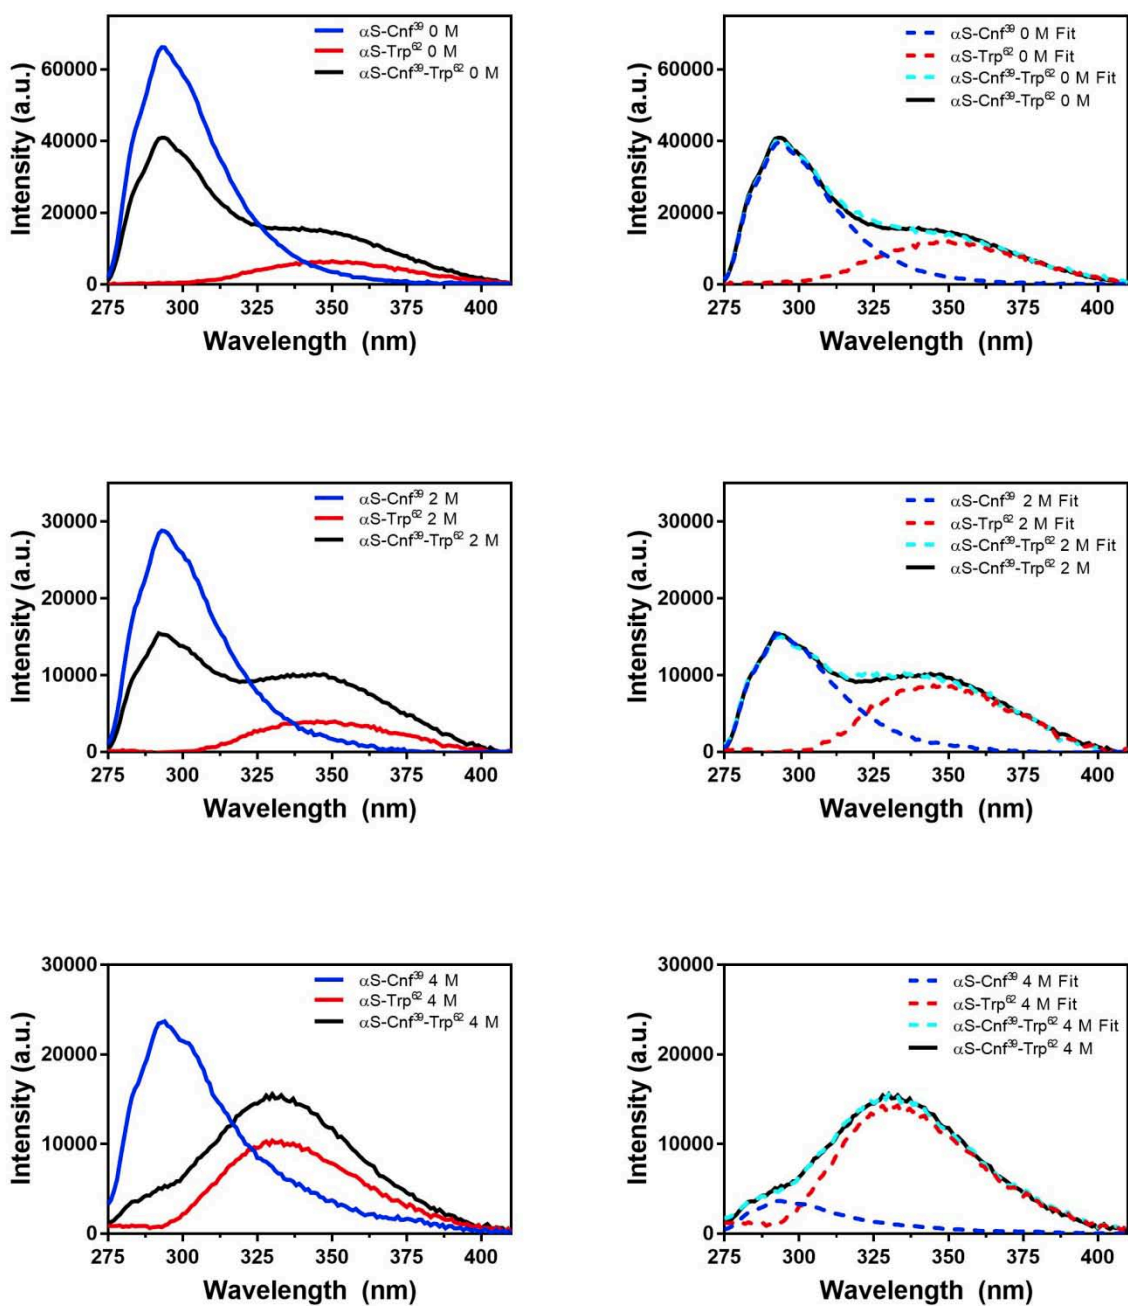 αS-Cnf³⁹ 0 M
αS-Trp⁶² 0 M
αS-Cnf³⁹-Trp⁶² 0 M
60000
40000
20000
0
Intensity (a.u.)
275 300 325 350 375 400
Wavelength (nm)
αS-Cnf³⁹ 0 M Fit
αS-Trp⁶² 0 M Fit
αS-Cnf³⁹-Trp⁶² 0 M Fit
αS-Cnf³⁹-Trp⁶² 0 M
60000
40000
20000
0
Intensity (a.u.)
275 300 325 350 375 400
Wavelength (nm)
αS-Cnf³⁹ 2 M
αS-Trp⁶² 2 M
αS-Cnf³⁹-Trp⁶² 2 M
30000
20000
10000
0
Intensity (a.u.)
275 300 325 350 375 400
Wavelength (nm)
αS-Cnf³⁹ 2 M Fit
αS-Trp⁶² 2 M Fit
αS-Cnf³⁹-Trp⁶² 2 M Fit
αS-Cnf³⁹-Trp⁶² 2 M
30000
20000
10000
0
Intensity (a.u.)
275 300 325 350 375 400
Wavelength (nm)
αS-Cnf³⁹ 4 M
αS-Trp⁶² 4 M
αS-Cnf³⁹-Trp⁶² 4 M
30000
20000
10000
0
Intensity (a.u.)
275 300 325 350 375 400
Wavelength (nm)
αS-Cnf³⁹ 4 M Fit
αS-Trp⁶² 4 M Fit
αS-Cnf³⁹-Trp⁶² 4 M Fit
αS-Cnf³⁹-Trp⁶² 4 M
30000
20000
10000
0
Intensity (a.u.)
275 300 325 350 375 400
Wavelength (nm)